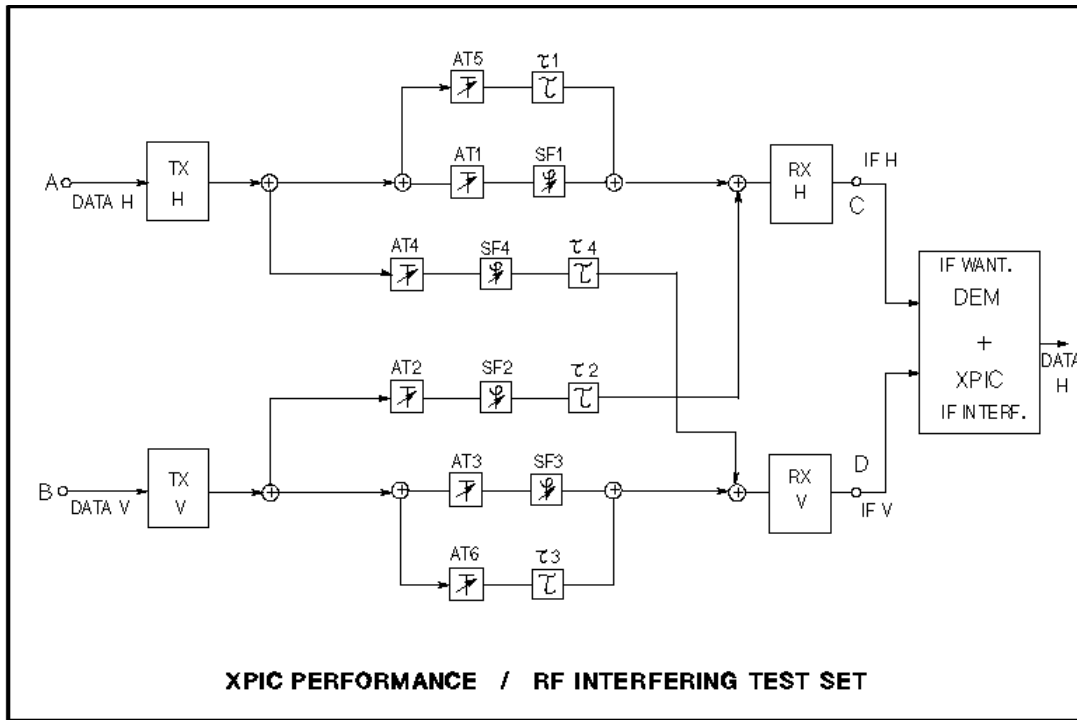 AT5 τ1
AT1 SF1
TX H
A
DATA H
RX H
IF H
C
AT4 SF4 τ4
IF WANT.
DEM
+
XPIC
IF INTERF.
DATA H
AT2 SF2 τ2
TX V
B
DATA V
AT3 SF3
RX V
D
IF V
AT6 τ3
XPIC PERFORMANCE / RF INTERFERING TEST SET